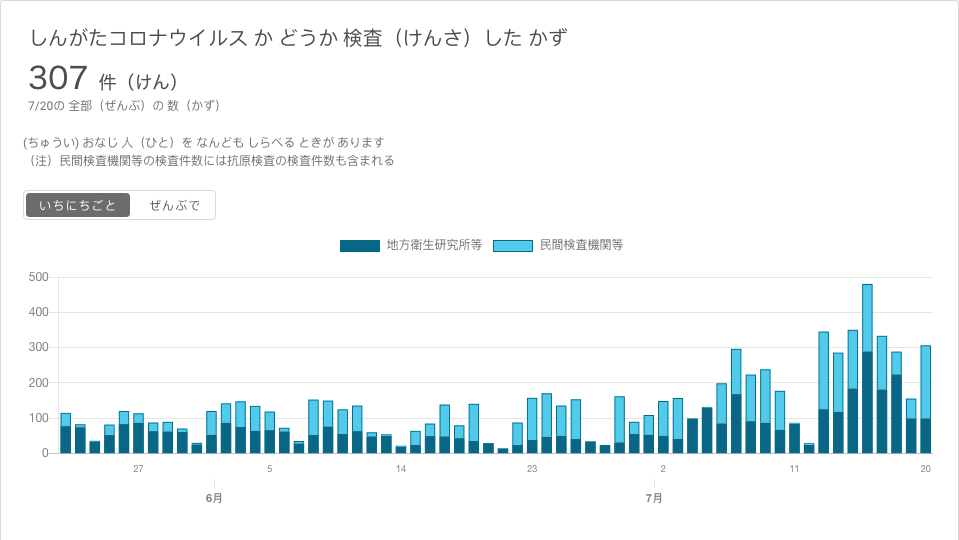 しんがたコロナウイルス か どうか 検査（けんさ）した かず
307 件（けん）
7/20の 全部（ぜんぶ）の 数（かず）
(ちゅうい) おなじ 人（ひと）を なんども しらべる ときが あります
（注）民間検査機関等の検査件数には抗原検査の検査件数も含まれる
いちにちごと ぜんぶで
地方衛生研究所等 民間検査機関等
500
400
300
200
100
0
27 5 14 23 2 11 20
6月 7月